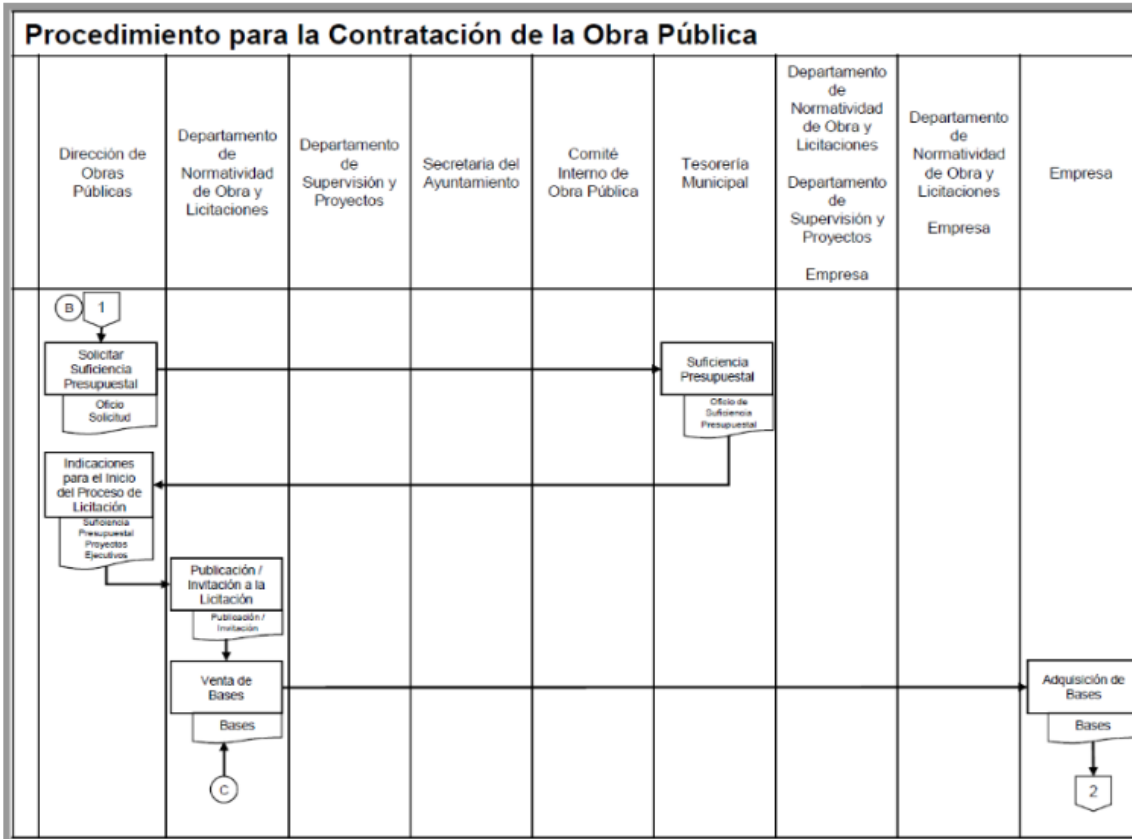 Procedimiento para la Contratación de la Obra Pública
Dirección de
Obras
Públicas
Departamento
de
Normatividad
de Obra y
Licitaciones
Departamento
de
Supervisión y
Proyectos
Secretaria del
Ayuntamiento
Comité
Interno de
Obra Pública
Tesorería
Municipal
Departamento
de
Normatividad
de Obra y
Licitaciones
Departamento
de
Supervisión y
Proyectos
Empresa
Departamento
de
Normatividad
de Obra y
Licitaciones
Empresa
Empresa
B
1
Solicitar
Suficiencia
Presupuestal
Oficio
Solicitud
Suficiencia
Presupuestal
Oficio de
Suficiencia
Presupuestal
Indicaciones
para el Inicio
del Proceso de
Licitación
Suficiencia
Presupuestal
Proyectos
Ejecutivos
Publicación /
Invitación a la
Licitación
Publicación /
Invitación
Venta de
Bases
Bases
Adquisición de
Bases
Bases
C
2